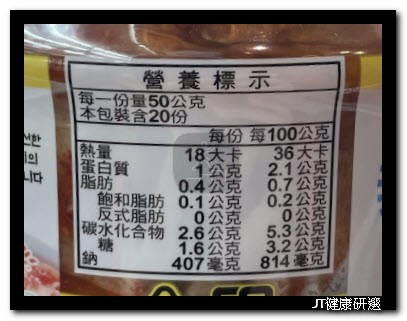 營養標示
每一份量50公克
本包裝含20份
每份 每100公克
熱量 18大卡 36大卡
蛋白質 1公克 2.1公克
脂肪 0.4公克 0.7公克
飽和脂肪 0.1公克 0.2公克
反式脂肪 0公克 0公克
碳水化合物 2.6公克 5.3公克
糖 1.6公克 3.2公克
鈉 407毫克 814毫克
JT健康研選